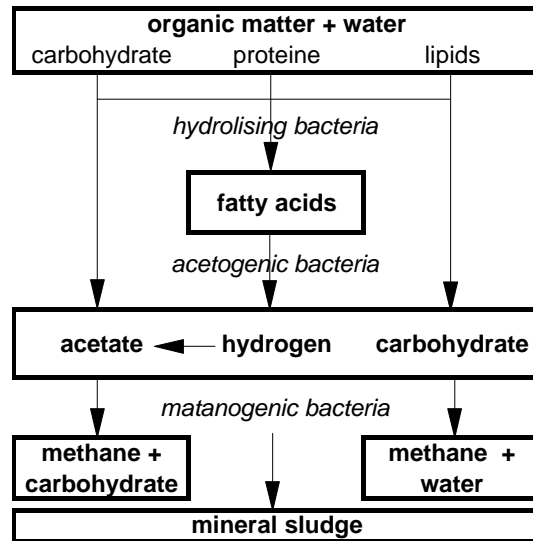 organic matter + water
carbohydrate proteine lipids
hydrolising bacteria
fatty acids
acetogenic bacteria
acetate hydrogen carbohydrate
matanogenic bacteria
methane +
carbohydrate
methane +
water
mineral sludge